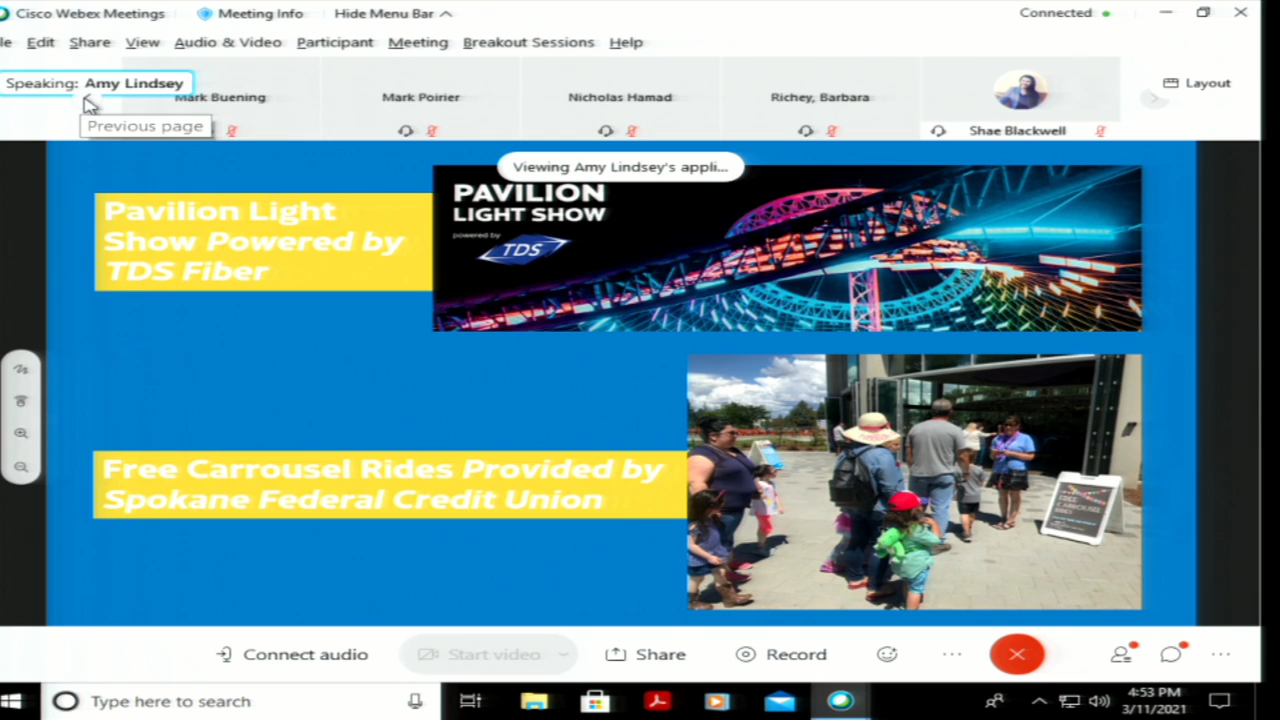 Cisco Webex Meetings
Meeting Info
Hide Menu Bar
Connected
le Edit Share View Audio & Video Participant Meeting Breakout Sessions Help
Speaking: Amy Lindsey
Mark Buening
Mark Poirier
Nicholas Hamad
Richey, Barbara
Shae Blackwell
Layout
Previous page
Viewing Amy Lindsey's appli...
Pavilion Light
Show Powered by
TDS Fiber
PAVILION
LIGHT SHOW
powered by
TDS
Free Carrousel Rides Provided by
Spokane Federal Credit Union
FREE
CARROUSEL
RIDES
Connect audio
Start video
Share
Record
Type here to search
4:53 PM
3/11/2021